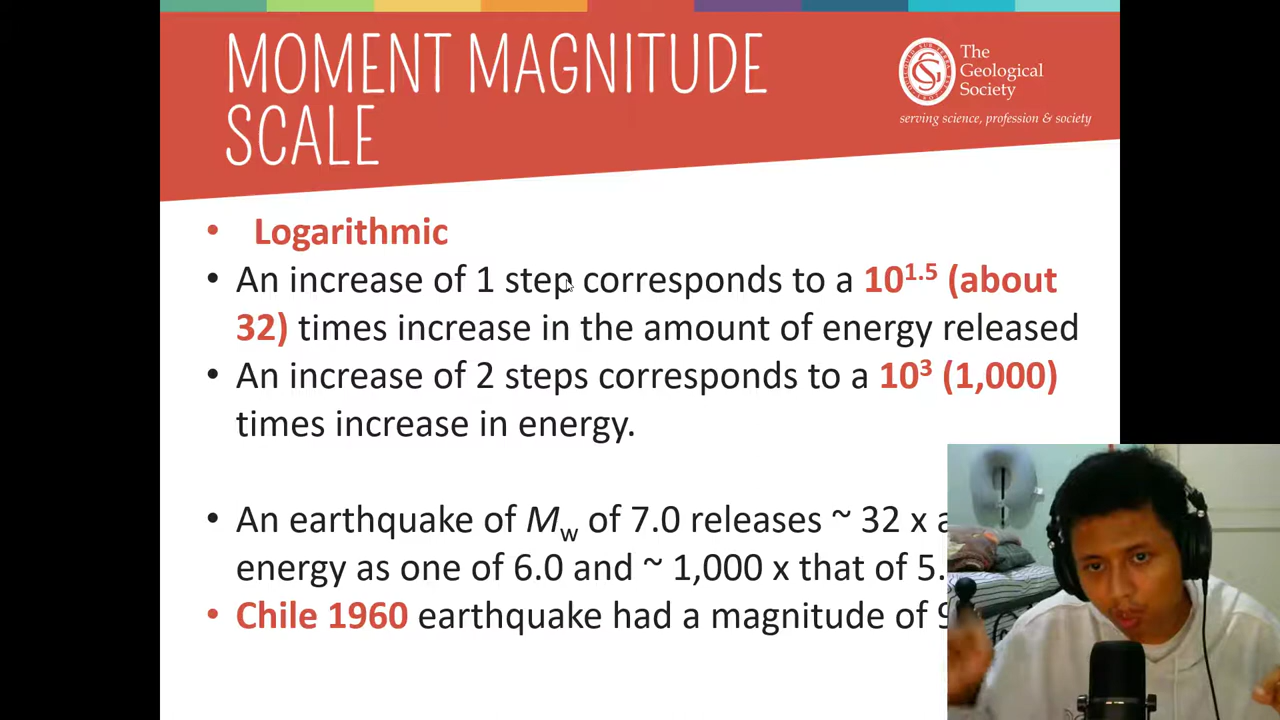 MOMENT MAGNITUDE
SCALE
The
Geological
Society
serving science, profession & society
• Logarithmic
• An increase of 1 step corresponds to a 10^1.5 (about
32) times increase in the amount of energy released
• An increase of 2 steps corresponds to a 10³ (1,000)
times increase in energy.
• An earthquake of Mw of 7.0 releases ~ 32 x
energy as one of 6.0 and ~ 1,000 x that of 5.
• Chile 1960 earthquake had a magnitude of